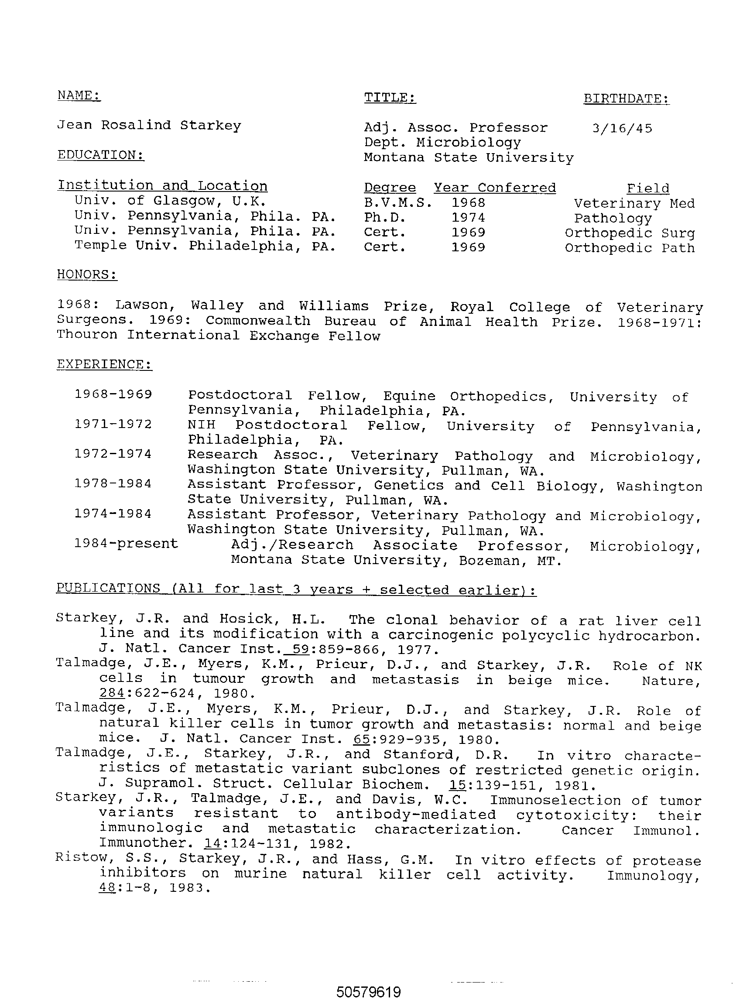 NAME: TITLE: BIRTHDATE:
Jean Rosalind Starkey Adj. Assoc. Professor 3/16/45
Dept. Microbiology
EDUCATION: Montana State University
Institution and Location Degree Year Conferred Field
Univ. of Glasgow, U.K. B.V.M.S. 1968 Veterinary Med
Univ. Pennsylvania, Phila. PA. Ph.D. 1974 Pathology
Univ. Pennsylvania, Phila. PA. Cert. 1969 Orthopedic Surg
Temple Univ. Philadelphia, PA. Cert. 1969 Orthopedic Path
HONORS:
1968: Lawson, Walley and Williams Prize, Royal College of Veterinary
Surgeons. 1969: Commonwealth Bureau of Animal Health Prize. 1968-1971:
Thouron International Exchange Fellow
EXPERIENCE:
1968-1969 Postdoctoral Fellow, Equine Orthopedics, University of
Pennsylvania, Philadelphia, PA.
1971-1972 NIH Postdoctoral Fellow, University of Pennsylvania,
Philadelphia, PA.
1972-1974 Research Assoc., Veterinary Pathology and Microbiology,
Washington State University, Pullman, WA.
1978-1984 Assistant Professor, Genetics and Cell Biology, Washington
State University, Pullman, WA.
1974-1984 Assistant Professor, Veterinary Pathology and Microbiology,
Washington State University, Pullman, WA.
1984-present Adj./Research Associate Professor, Microbiology,
Montana State University, Bozeman, MT.
PUBLICATIONS (All for last 3 years + selected earlier):
Starkey, J.R. and Hosick, H.L. The clonal behavior of a rat liver cell
line and its modification with a carcinogenic polycyclic hydrocarbon.
J. Natl. Cancer Inst. 59:859-866, 1977.
Talmadge, J.E., Myers, K.M., Prieur, D.J., and Starkey, J.R. Role of NK
cells in tumour growth and metastasis in beige mice. Nature,
284:622-624, 1980.
Talmadge, J.E., Myers, K.M., Prieur, D.J., and Starkey, J.R. Role of
natural killer cells in tumor growth and metastasis: normal and beige
mice. J. Natl. Cancer Inst. 65:929-935, 1980.
Talmadge, J.E., Starkey, J.R., and Stanford, D.R. In vitro characte-
ristics of metastatic variant subclones of restricted genetic origin.
J. Supramol. Struct. Cellular Biochem. 15:139-151, 1981.
Starkey, J.R., Talmadge, J.E., and Davis, W.C. Immunoselection of tumor
variants resistant to antibody-mediated cytotoxicity: their
immunologic and metastatic characterization. Cancer Immunol.
Immunother. 14:124-131, 1982.
Ristow, S.S., Starkey, J.R., and Hass, G.M. In vitro effects of protease
inhibitors on murine natural killer cell activity. Immunology,
48:1-8, 1983.
50579619